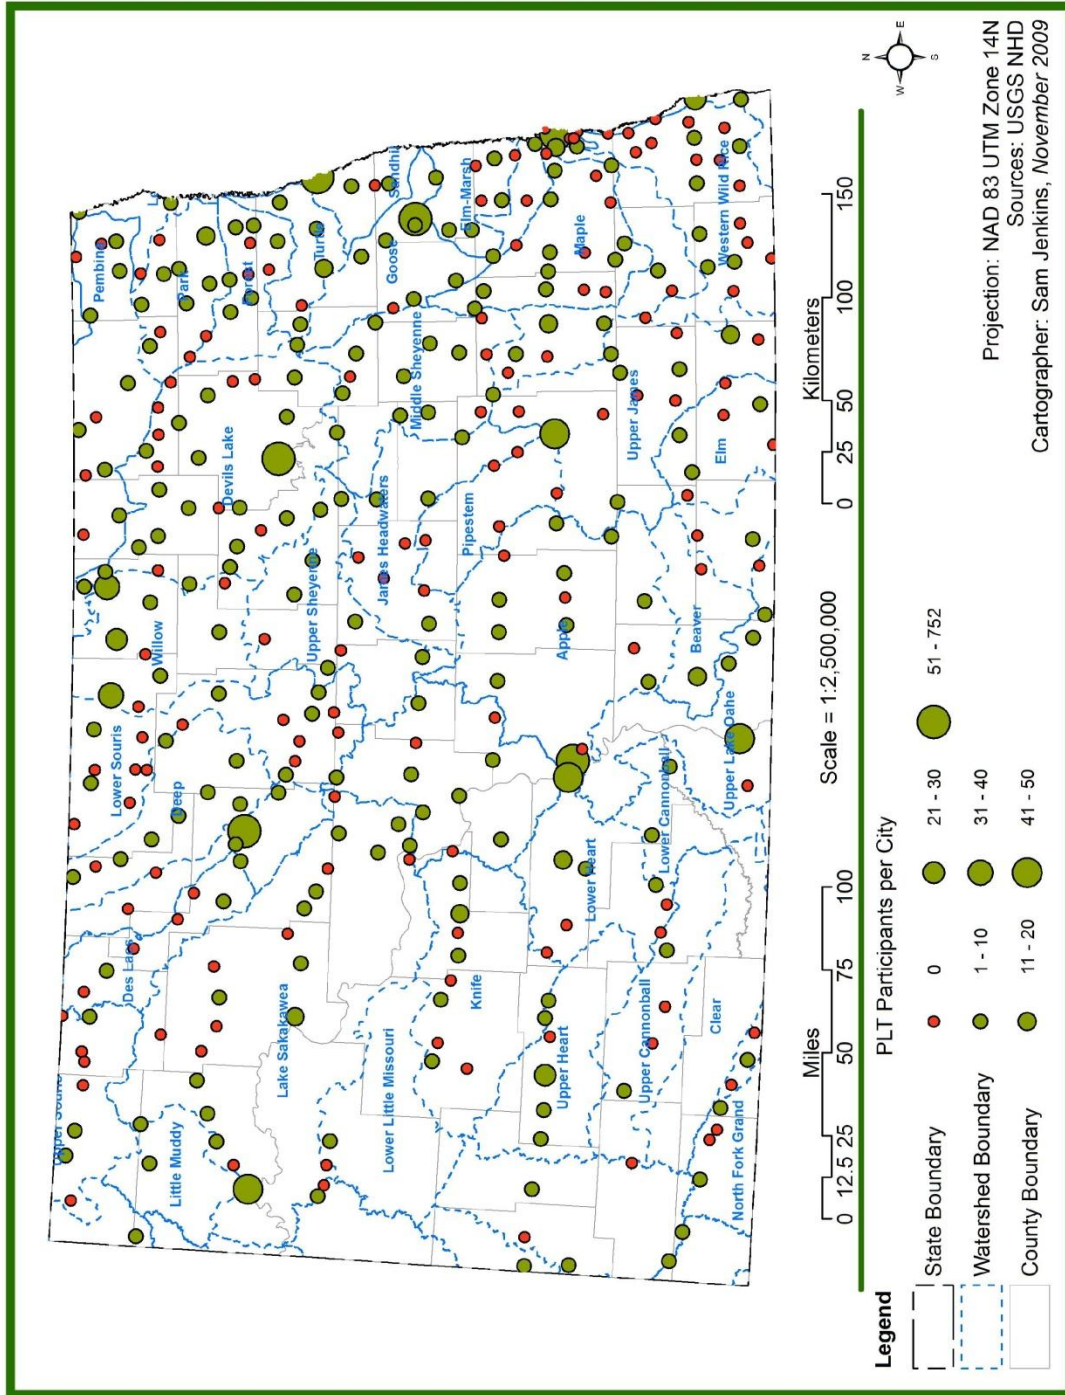 Upper Souris
Des Lacs
Lower Souris
Willow
Pembina
Park
Little Muddy
Deep
Devils Lake
Forest
Lake Sakakawea
Upper Sheyenne
Turtle
Lower Little Missouri
James Headwaters
Middle Sheyenne
Goose
Sandhill
Elm-Marsh
Knife
Pipestem
Upper Heart
Lower Heart
Apple
Maple
Upper Cannonball
Lower Cannonball
Beaver
Upper James
Clear
North Fork Grand
Upper Lake Oahe
Elm
Western Wild Rice
N
W
E
S
Miles
0 12.5 25 50 75 100
Scale = 1:2,500,000
Kilometers
0 25 50 100 150
Legend
State Boundary
Watershed Boundary
County Boundary
PLT Participants per City
0
1 - 10
11 - 20
21 - 30
31 - 40
41 - 50
51 - 752
Projection: NAD 83 UTM Zone 14N
Sources: USGS NHD
Cartographer: Sam Jenkins, November 2009